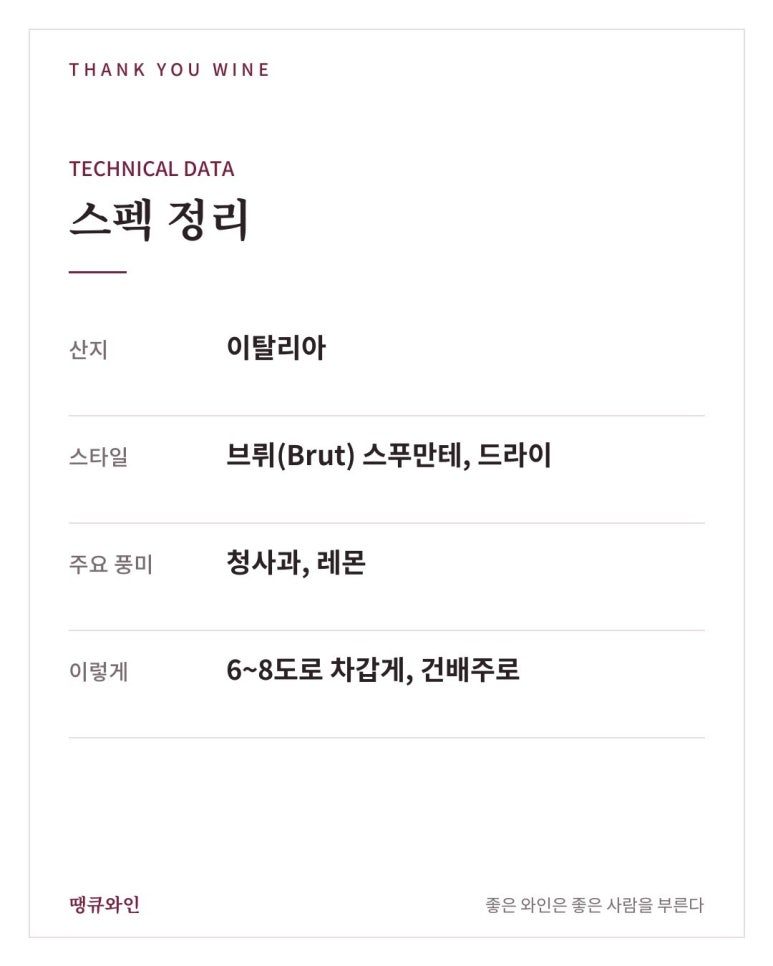 THANK YOU WINE
TECHNICAL DATA
스펙 정리
산지 이탈리아
스타일 브뤼(Brut) 스푸만테, 드라이
주요 풍미 청사과, 레몬
이렇게 6~8도로 차갑게, 건배주로
땡큐와인 좋은 와인은 좋은 사람을 부른다